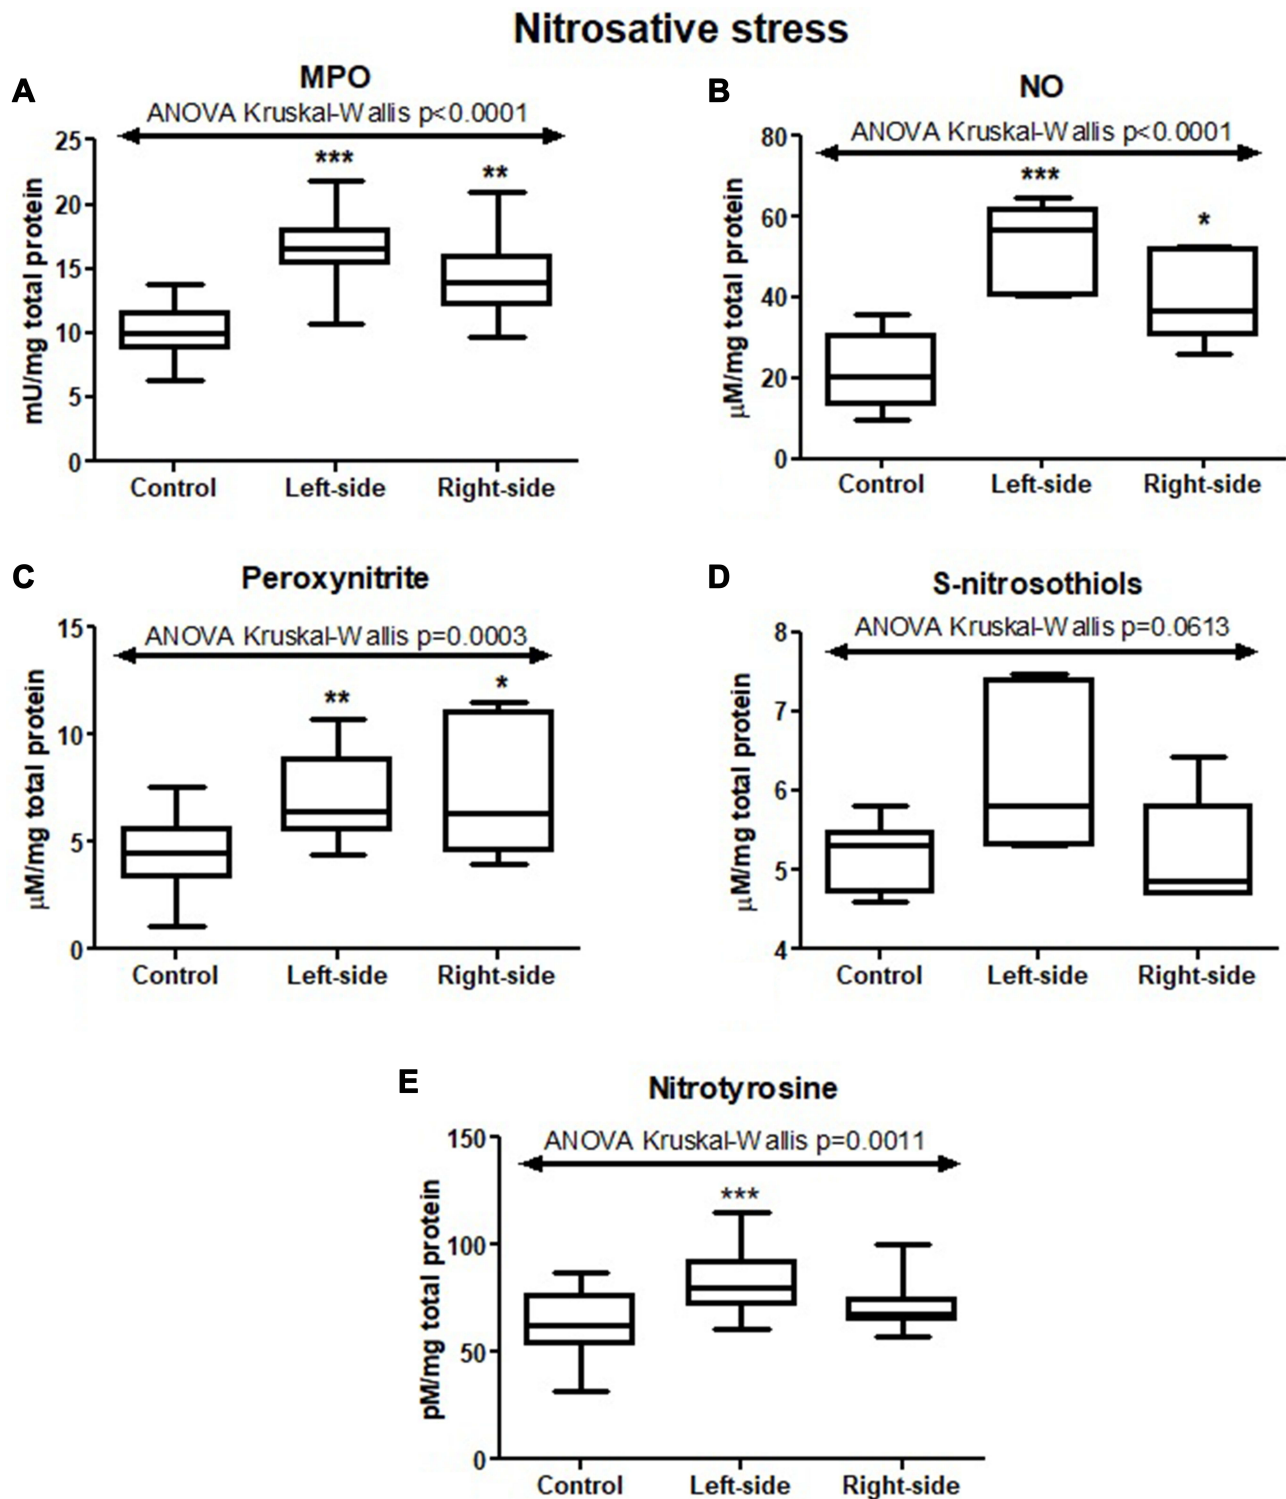 Nitrosative stress
A
MPO
ANOVA Kruskal-Wallis p<0.0001
25
20
15
10
5
0
mU/mg total protein
***
**
Control
Left-side
Right-side
B
NO
ANOVA Kruskal-Wallis p<0.0001
80
60
40
20
0
µM/mg total protein
***
*
Control
Left-side
Right-side
C
Peroxynitrite
ANOVA Kruskal-Wallis p=0.0003
15
10
5
0
µM/mg total protein
**
*
Control
Left-side
Right-side
D
S-nitrosothiols
ANOVA Kruskal-Wallis p=0.0613
8
7
6
5
4
µM/mg total protein
Control
Left-side
Right-side
E
Nitrotyrosine
ANOVA Kruskal-Wallis p=0.0011
150
100
50
0
pM/mg total protein
***
Control
Left-side
Right-side